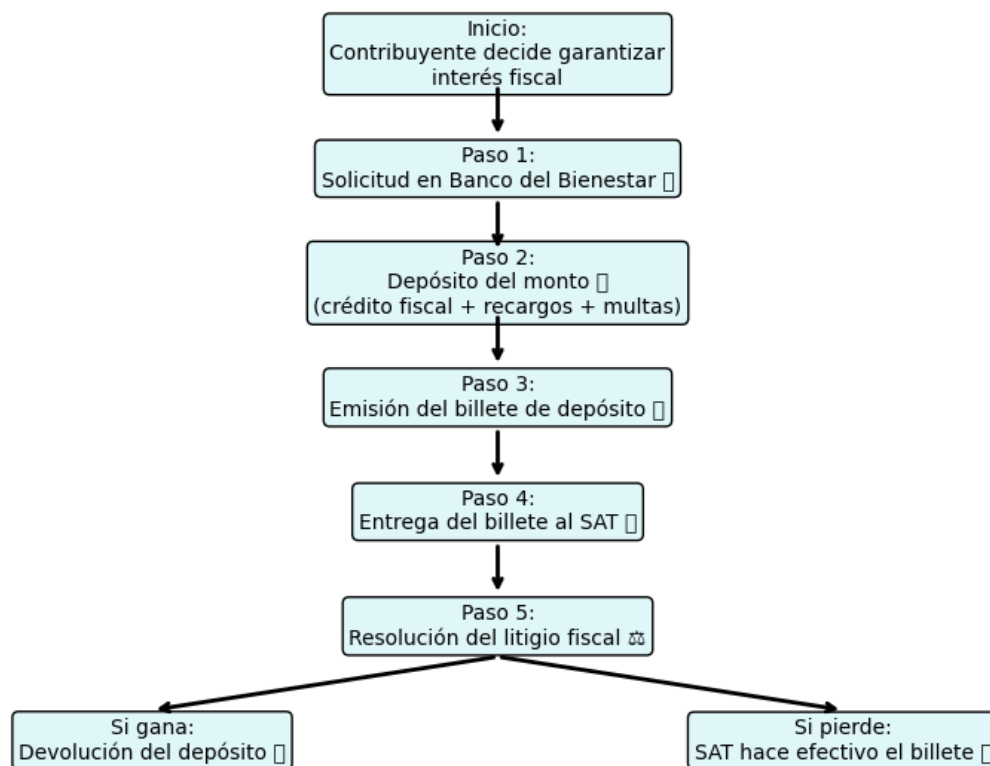 Inicio:
Contribuyente decide garantizar
interés fiscal
Paso 1:
Solicitud en Banco del Bienestar ▯
Paso 2:
Depósito del monto ▯
(crédito fiscal + recargos + multas)
Paso 3:
Emisión del billete de depósito ▯
Paso 4:
Entrega del billete al SAT ▯
Paso 5:
Resolución del litigio fiscal ⚖
Si gana:
Devolución del depósito ▯
Si pierde:
SAT hace efectivo el billete ▯